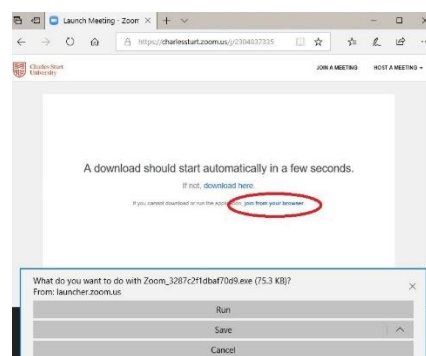 Launch Meeting - Zoom
https://charlessturt.zoom.us/j/2304937335
Charles Sturt
University
JOIN A MEETING HOST A MEETING
A download should start automatically in a few seconds.
If not, download here.
If you cannot download or run the application, join from your browser.
What do you want to do with Zoom_3287c2f1dbaf70d9.exe (75.3 KB)?
From: launcher.zoom.us
Run
Save
Cancel